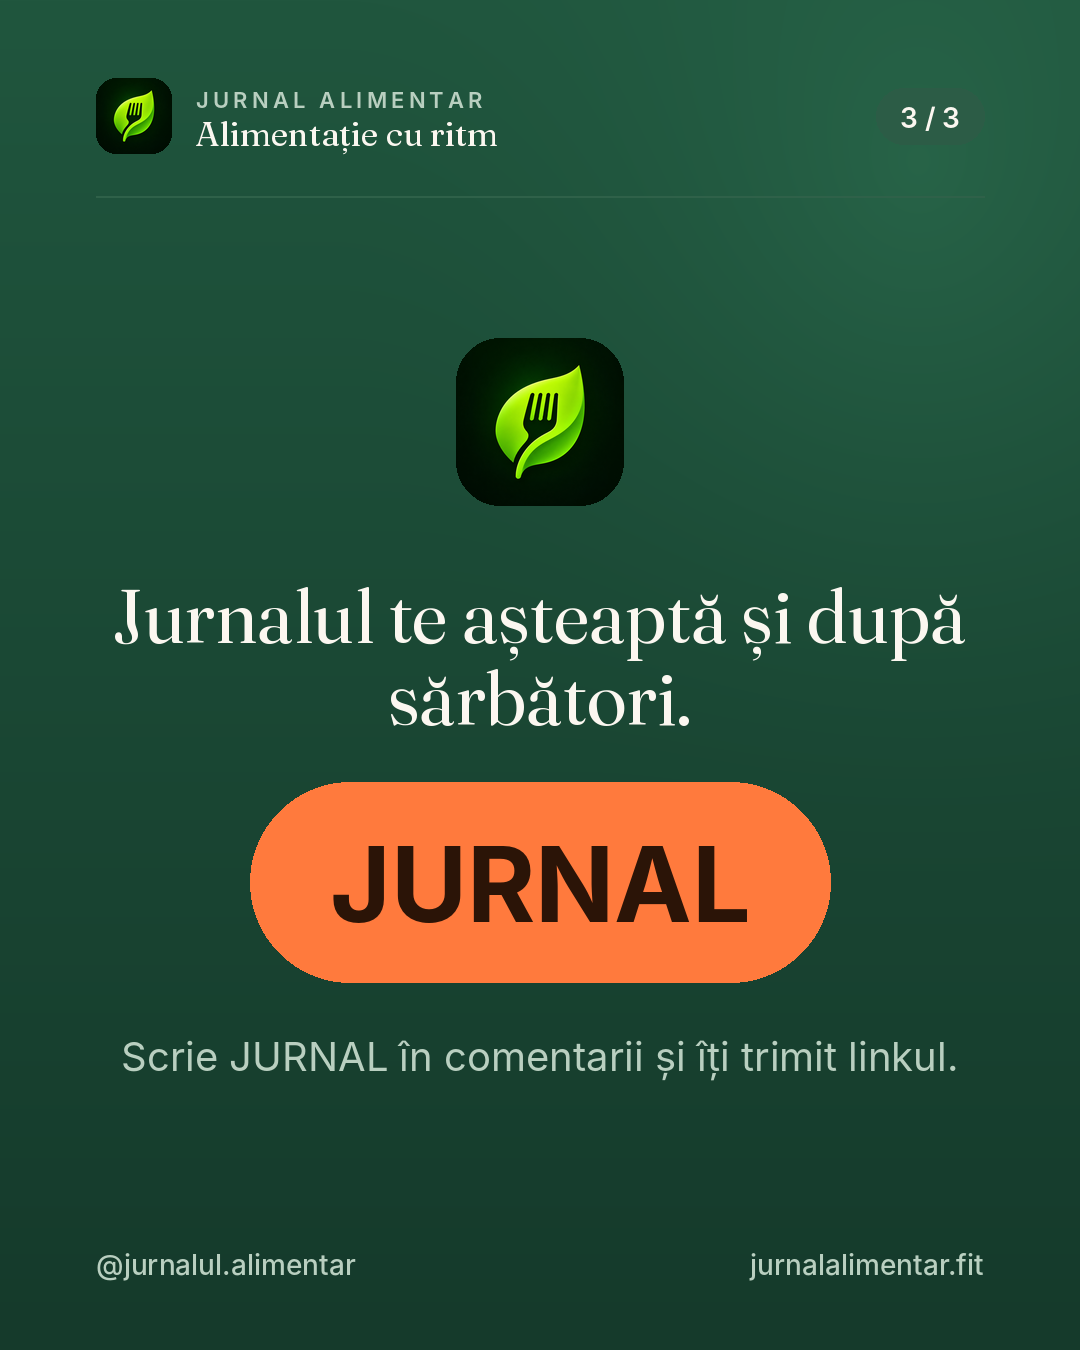 JURNAL ALIMENTAR
Alimentație cu ritm
3 / 3
Jurnalul te așteaptă și după
sărbători.
JURNAL
Scrie JURNAL în comentarii și îți trimit linkul.
@jurnalul.alimentar
jurnalalimentar.fit